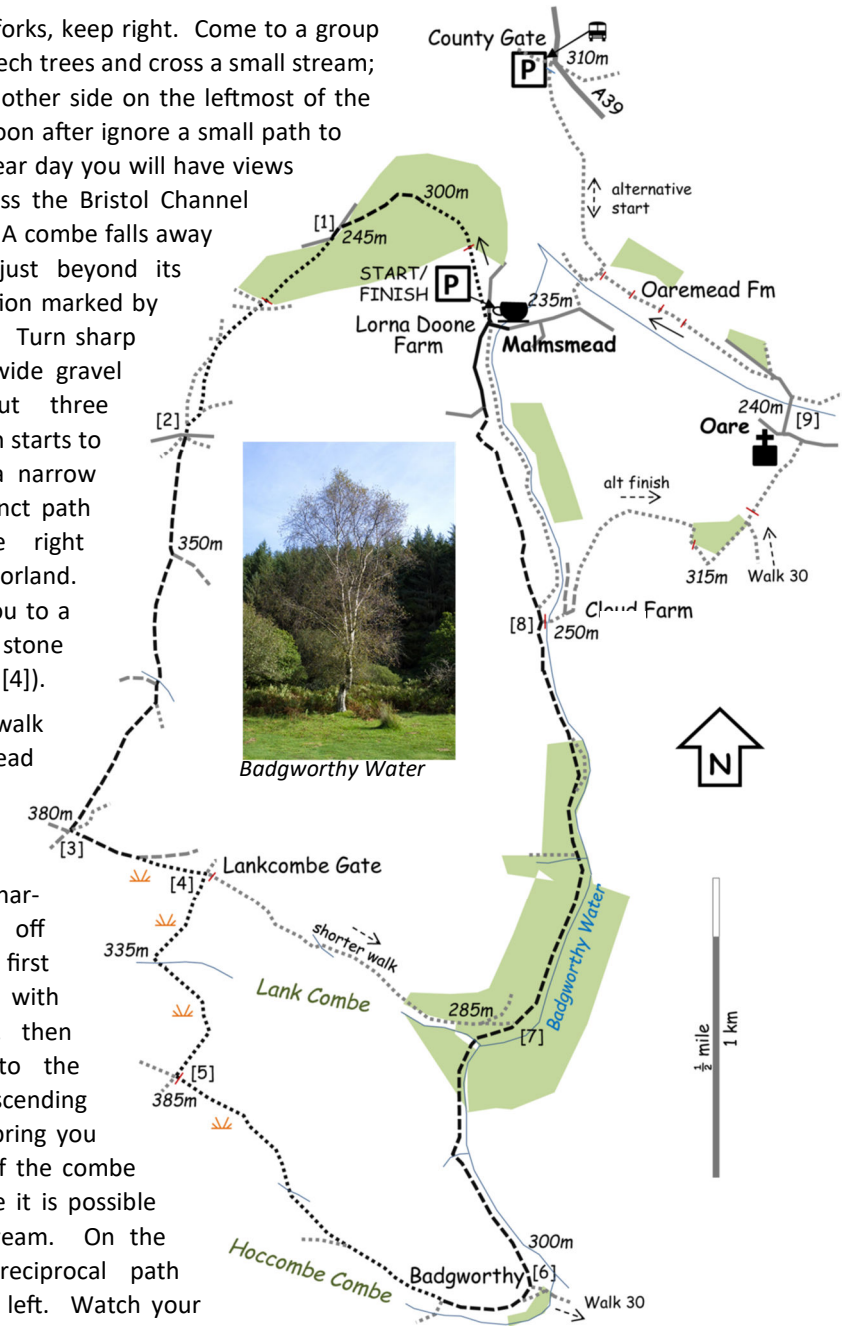 forks, keep right. Come to a group
ech trees and cross a small stream;
other side on the leftmost of the
oon after ignore a small path to
ear day you will have views
ss the Bristol Channel
A combe falls away
just beyond its
tion marked by
Turn sharp
wide gravel
ut three
n starts to
a narrow
nct path
e right
orland.
ou to a
stone
[4]).
walk
ead
nar-
off
first
with
then
to the
scending
bring you
f the combe
e it is possible
ream. On the
reciprocal path
left. Watch your
County Gate
P
310m
A39
alternative
start
300m
[1]
245m
START/
FINISH
P
235m
Lorna Doone
Farm
Malmsmead
Oaremead Fm
240m
[9]
Oare
[2]
alt finish
350m
315m
Walk 30
Cloud Farm
[8]
250m
Badgworthy Water
N
380m
[3]
Lankcombe Gate
[4]
shorter walk
335m
Lank Combe
285m
[7]
Badgworthy Water
½ mile
1 km
[5]
385m
300m
Hoccombe Combe
Badgworthy
[6]
Walk 30